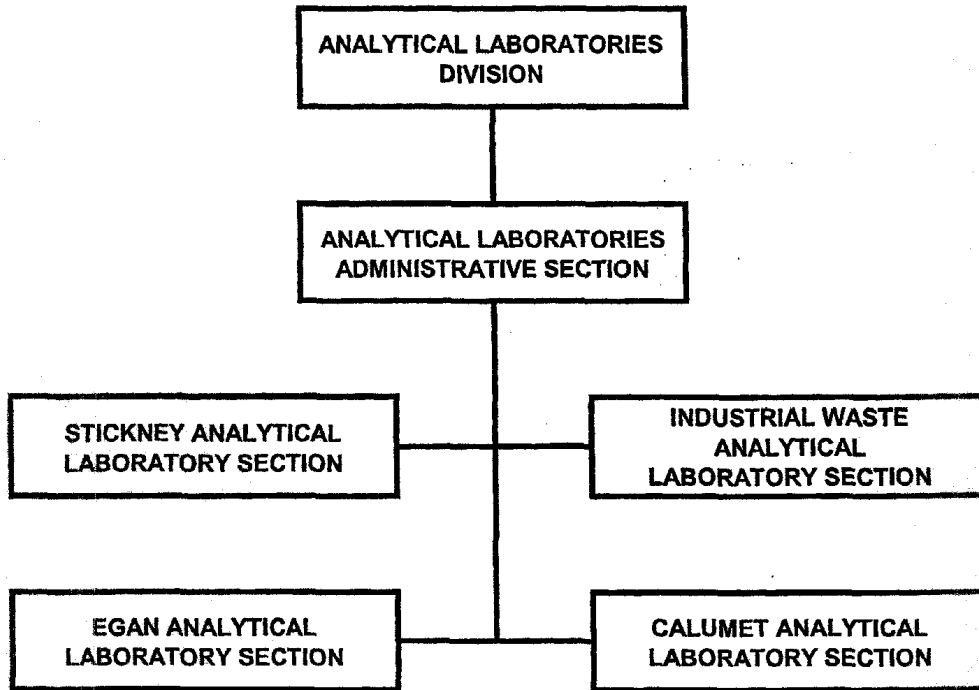 ANALYTICAL LABORATORIES
DIVISION
ANALYTICAL LABORATORIES
ADMINISTRATIVE SECTION
STICKNEY ANALYTICAL
LABORATORY SECTION
INDUSTRIAL WASTE
ANALYTICAL
LABORATORY SECTION
EGAN ANALYTICAL
LABORATORY SECTION
CALUMET ANALYTICAL
LABORATORY SECTION